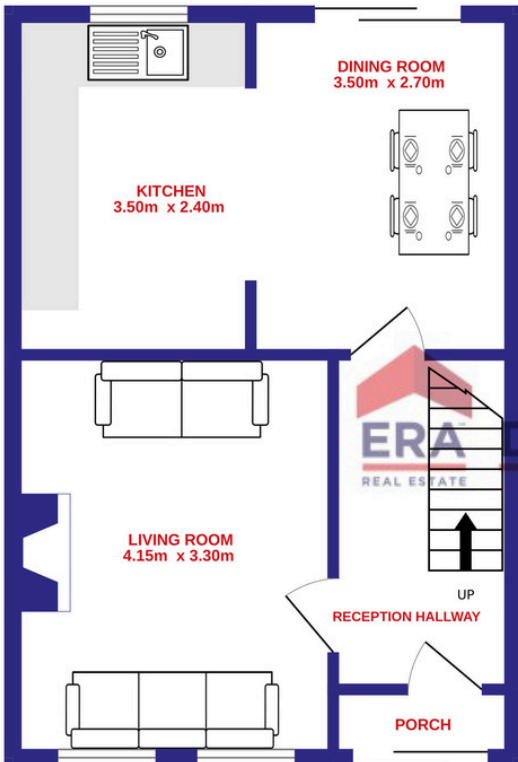 DINING ROOM
3.50m x 2.70m
KITCHEN
3.50m x 2.40m
ERA
REAL ESTATE
LIVING ROOM
4.15m x 3.30m
UP
RECEPTION HALLWAY
PORCH